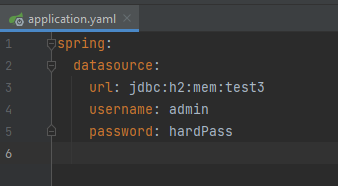 application.yaml
1 spring:
2   datasource:
3     url: jdbc:h2:mem:test3
4     username: admin
5     password: hardPass
6